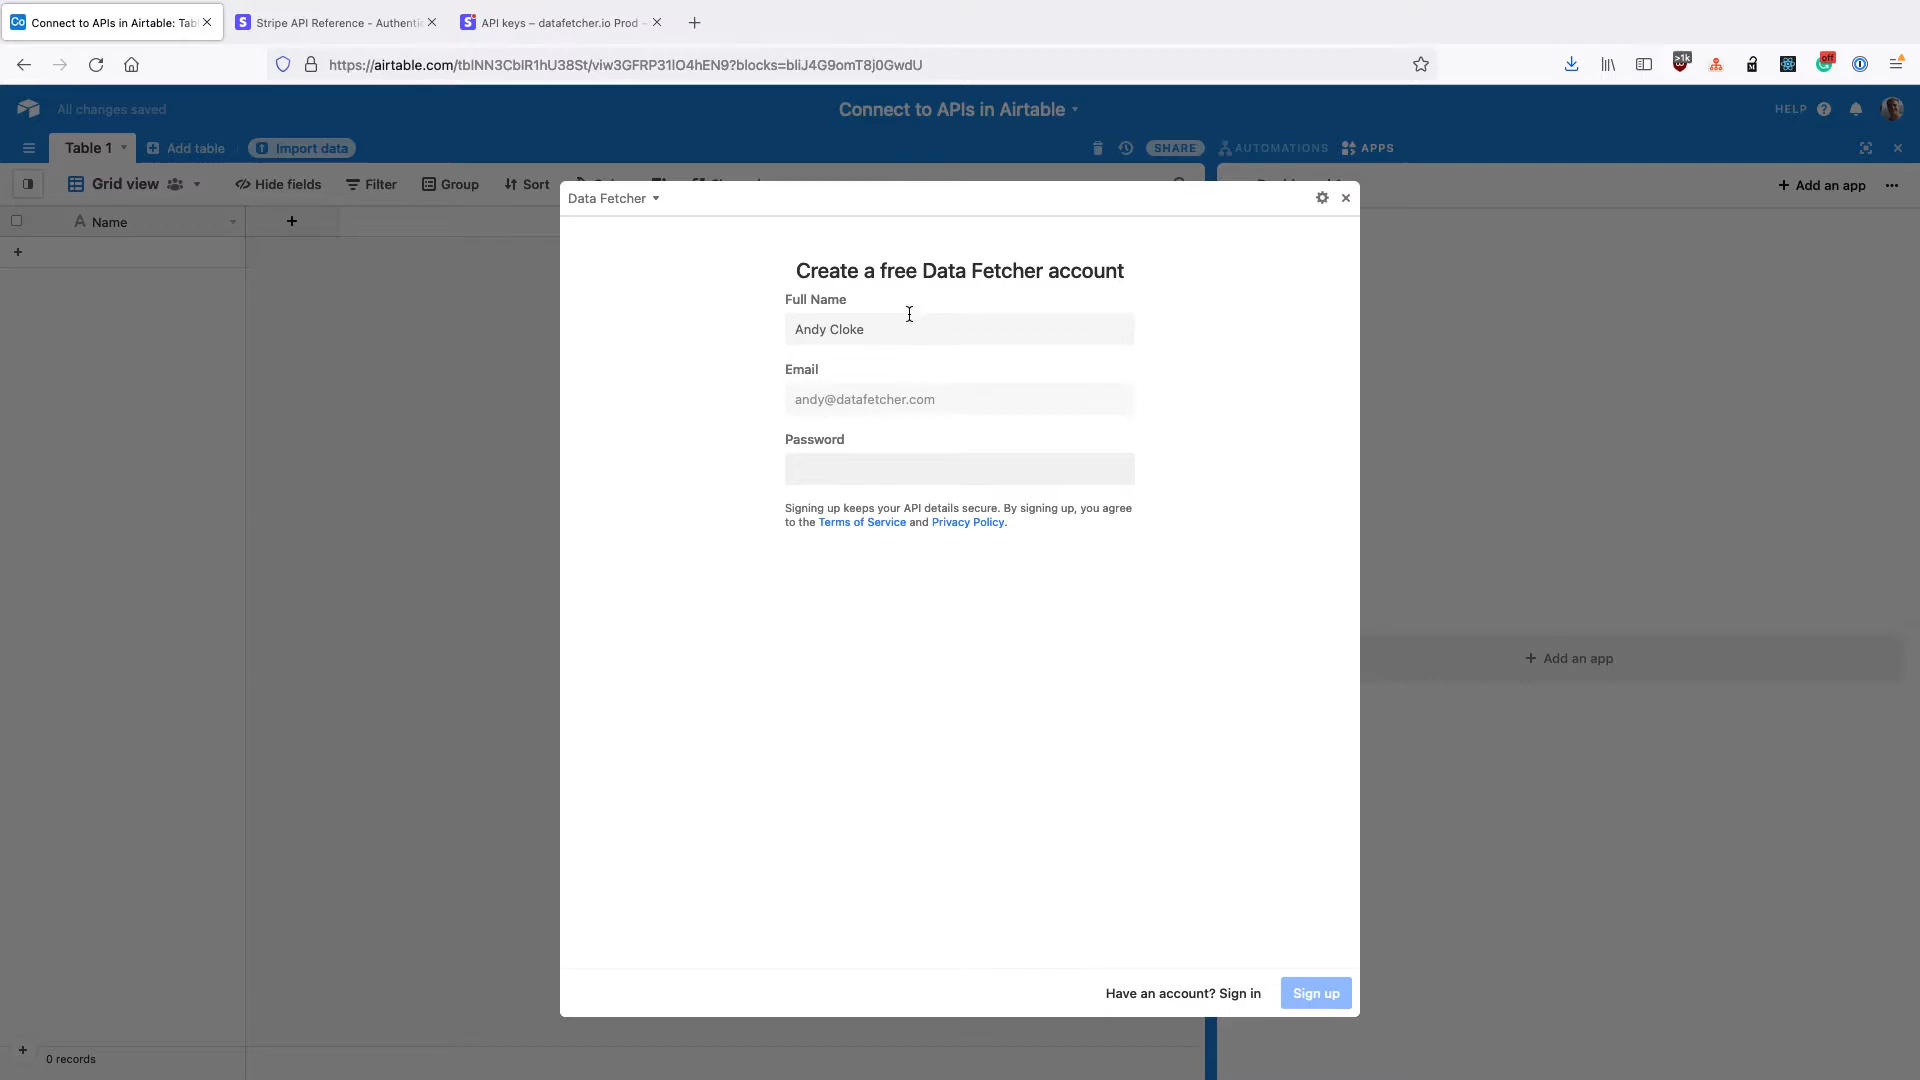 Connect to APIs in Airtable: Tabl
Stripe API Reference - Authentic
API keys – datafetcher.io Prod –
https://airtable.com/tblNN3CblR1hU38St/viw3GFRP31IO4hEN9?blocks=bliJ4G9omT8j0GwdU
>1k
off
All changes saved
Connect to APIs in Airtable
HELP
Table 1
Add table
Import data
SHARE
AUTOMATIONS
APPS
Grid view
Hide fields
Filter
Group
Sort
Add an app
Name
Data Fetcher
Create a free Data Fetcher account
Full Name
Andy Cloke
Email
andy@datafetcher.com
Password
Signing up keeps your API details secure. By signing up, you agree
to the Terms of Service and Privacy Policy.
Add an app
Have an account? Sign in
Sign up
0 records